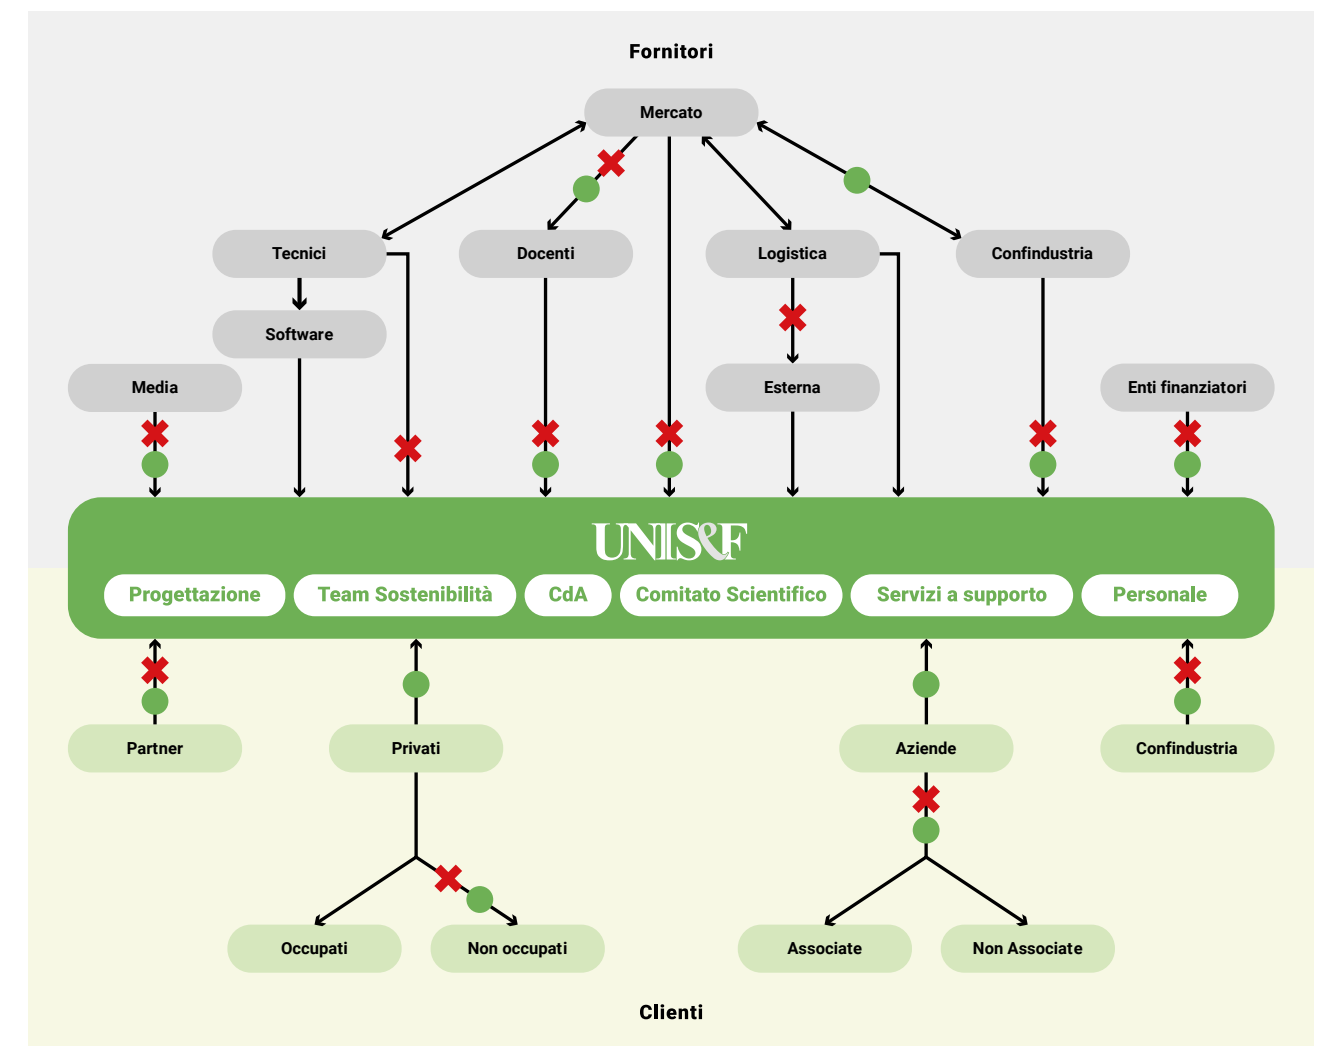 Fornitori
Mercato
Tecnici
Docenti
Logistica
Confindustria
Software
Media
Esterna
Enti finanziatori
UNIS&F
Progettazione
Team Sostenibilità
CdA
Comitato Scientifico
Servizi a supporto
Personale
Partner
Privati
Aziende
Confindustria
Occupati
Non occupati
Associate
Non Associate
Clienti